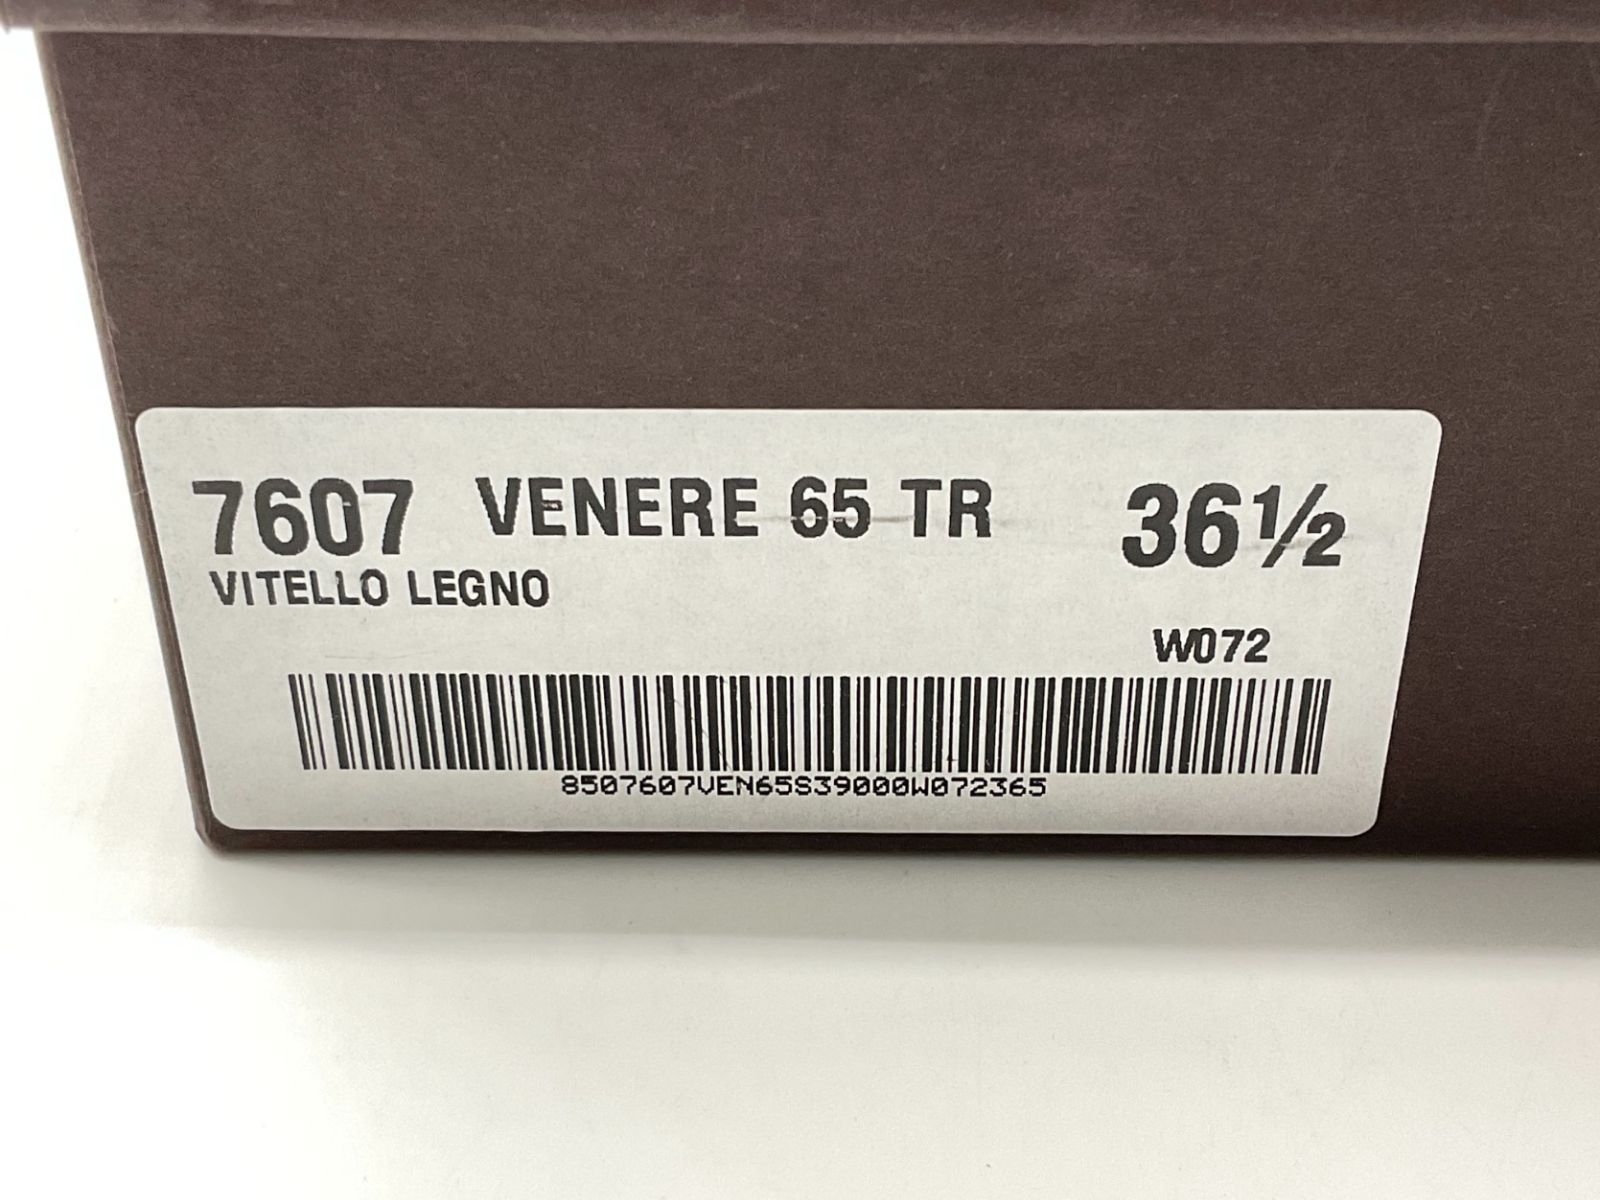 7607 VENERE 65 TR 36½
VITELLO LEGNO
W072
8507607VEN65S39000W072365